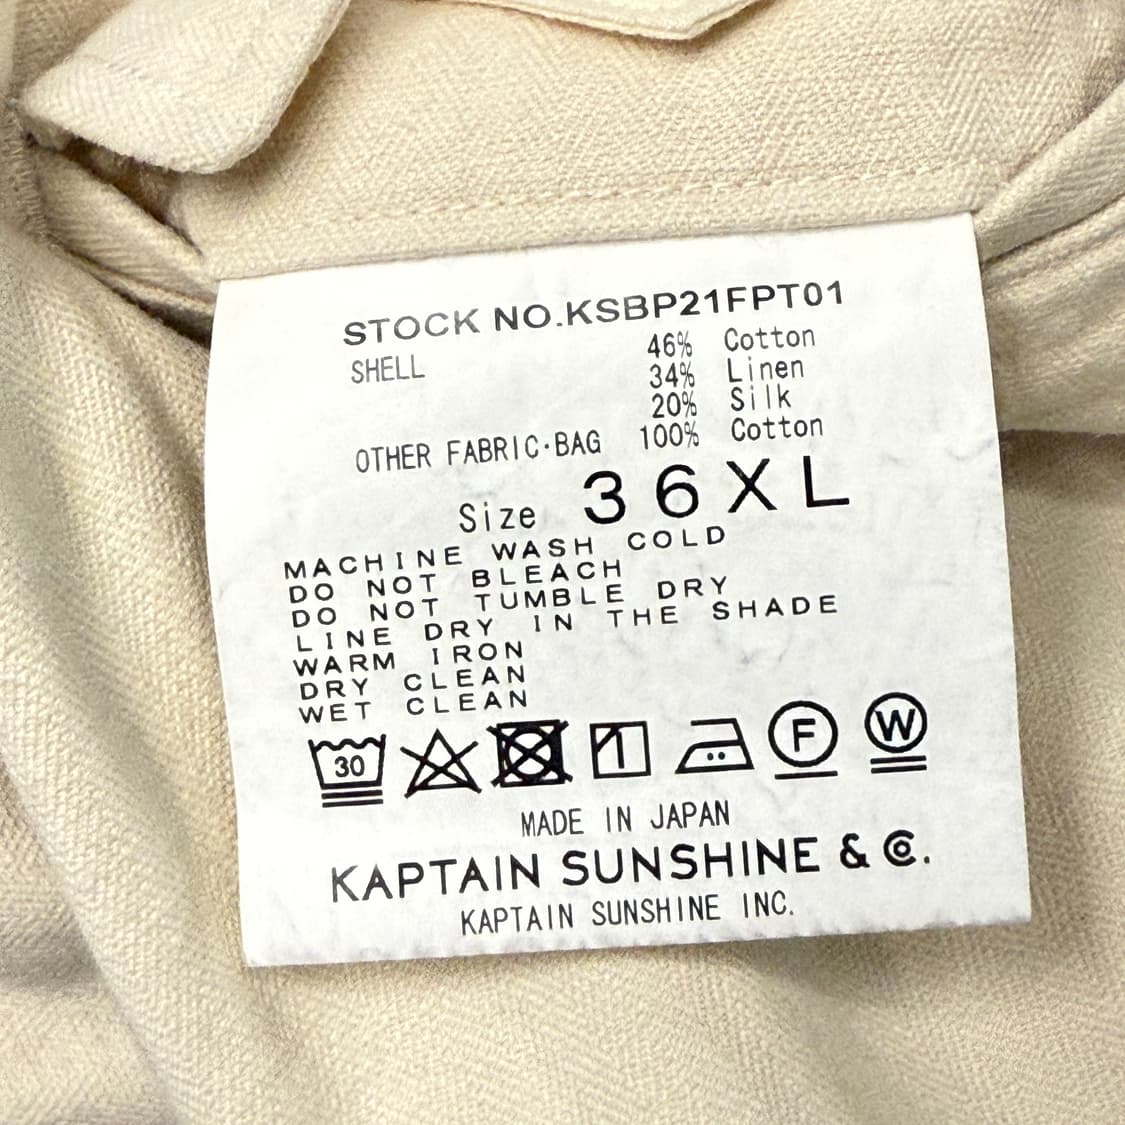 STOCK NO.KSBP21FPT01
SHELL 46% Cotton
34% Linen
20% Silk
OTHER FABRIC·BAG 100% Cotton
Size 36XL
MACHINE WASH COLD
DO NOT BLEACH
DO NOT TUMBLE DRY
LINE DRY IN THE SHADE
WARM IRON
DRY CLEAN
WET CLEAN
30 F W
MADE IN JAPAN
KAPTAIN SUNSHINE & Co.
KAPTAIN SUNSHINE INC.